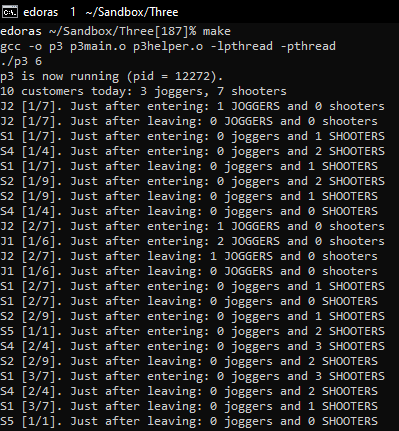 edoras 1 ~/Sandbox/Three
edoras ~/Sandbox/Three[187]% make
gcc -o p3 p3main.o p3helper.o -lpthread -pthread
./p3 6
p3 is now running (pid = 12272).
10 customers today: 3 joggers, 7 shooters
J2 [1/7]. Just after entering: 1 JOGGERS and 0 shooters
J2 [1/7]. Just after leaving: 0 JOGGERS and 0 shooters
S1 [1/7]. Just after entering: 0 joggers and 1 SHOOTERS
S4 [1/4]. Just after entering: 0 joggers and 2 SHOOTERS
S1 [1/7]. Just after leaving: 0 joggers and 1 SHOOTERS
S2 [1/9]. Just after entering: 0 joggers and 2 SHOOTERS
S2 [1/9]. Just after leaving: 0 joggers and 1 SHOOTERS
S4 [1/4]. Just after leaving: 0 joggers and 0 SHOOTERS
J2 [2/7]. Just after entering: 1 JOGGERS and 0 shooters
J1 [1/6]. Just after entering: 2 JOGGERS and 0 shooters
J2 [2/7]. Just after leaving: 1 JOGGERS and 0 shooters
J1 [1/6]. Just after leaving: 0 JOGGERS and 0 shooters
S1 [2/7]. Just after entering: 0 joggers and 1 SHOOTERS
S1 [2/7]. Just after leaving: 0 joggers and 0 SHOOTERS
S2 [2/9]. Just after entering: 0 joggers and 1 SHOOTERS
S5 [1/1]. Just after entering: 0 joggers and 2 SHOOTERS
S4 [2/4]. Just after entering: 0 joggers and 3 SHOOTERS
S2 [2/9]. Just after leaving: 0 joggers and 2 SHOOTERS
S1 [3/7]. Just after entering: 0 joggers and 3 SHOOTERS
S4 [2/4]. Just after leaving: 0 joggers and 2 SHOOTERS
S1 [3/7]. Just after leaving: 0 joggers and 1 SHOOTERS
S5 [1/1]. Just after leaving: 0 joggers and 0 SHOOTERS